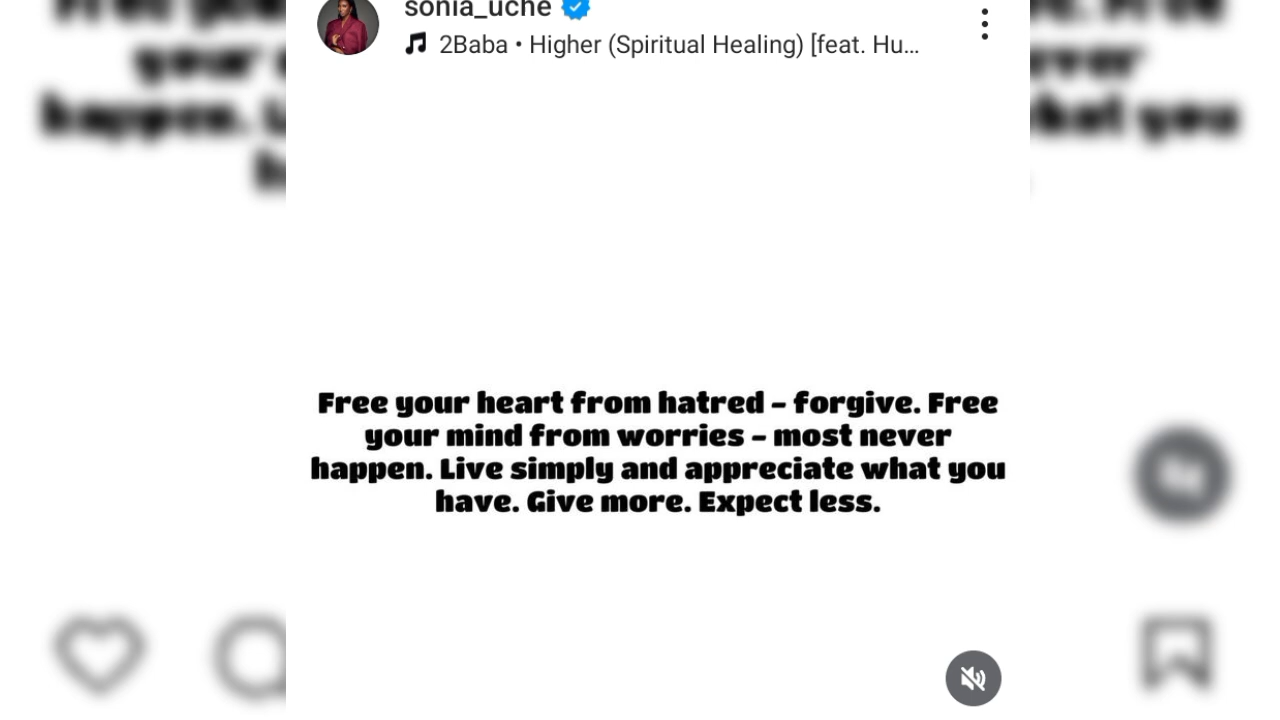 sonia_uche
2Baba • Higher (Spiritual Healing) [feat. Hu...
Free your heart from hatred - forgive. Free
your mind from worries - most never
happen. Live simply and appreciate what you
have. Give more. Expect less.